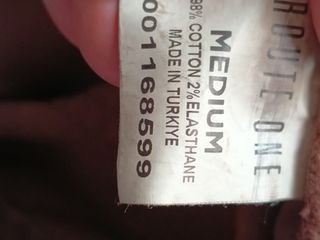 ROUTE ONE
MEDIUM
98% COTTON 2% ELASTHANE
MADE IN TURKIYE
001168599